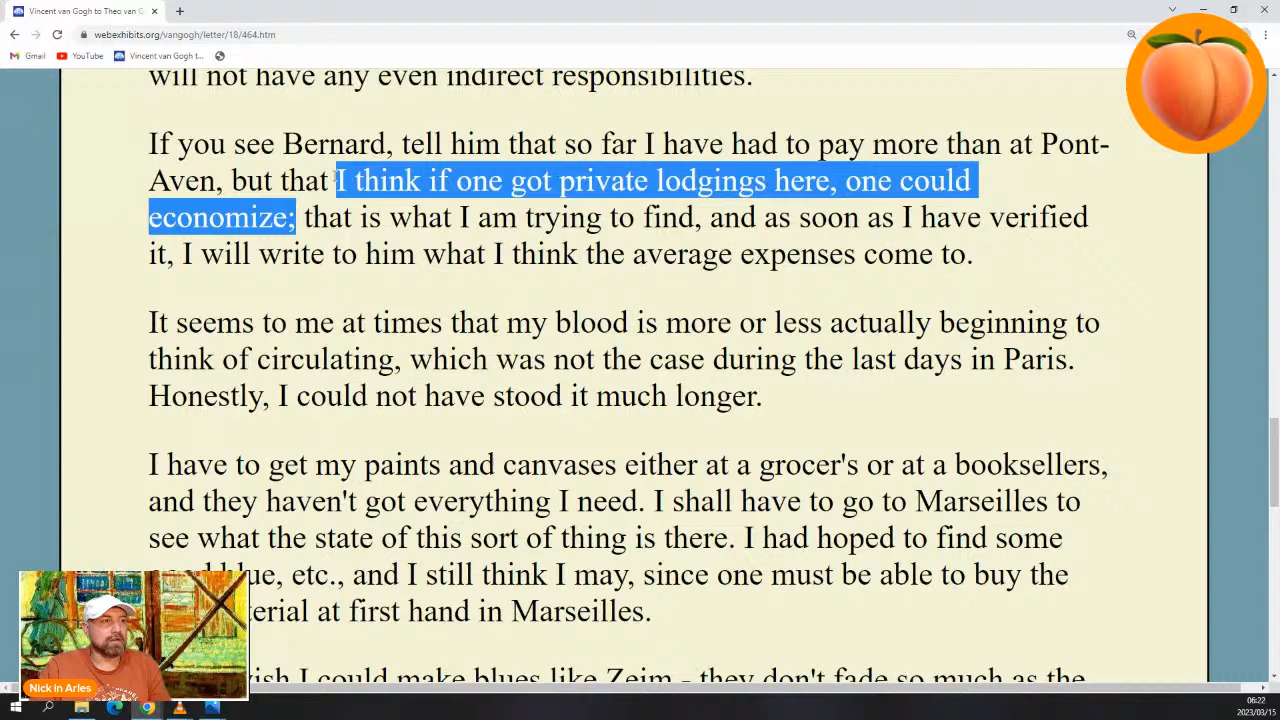 Vincent van Gogh to Theo van G
webexhibits.org/vangogh/letter/18/464.htm
Gmail
YouTube
Vincent van Gogh to t...
will not have any even indirect responsibilities.
If you see Bernard, tell him that so far I have had to pay more than at Pont-
Aven, but that I think if one got private lodgings here, one could
economize; that is what I am trying to find, and as soon as I have verified
it, I will write to him what I think the average expenses come to.
It seems to me at times that my blood is more or less actually beginning to
think of circulating, which was not the case during the last days in Paris.
Honestly, I could not have stood it much longer.
I have to get my paints and canvases either at a grocer's or at a booksellers,
and they haven't got everything I need. I shall have to go to Marseilles to
see what the state of this sort of thing is there. I had hoped to find some
blue, etc., and I still think I may, since one must be able to buy the
at first hand in Marseilles.
I could make blues like Zeim - they don't fade so much as the
Nick in Arles
06:22
2023/03/15